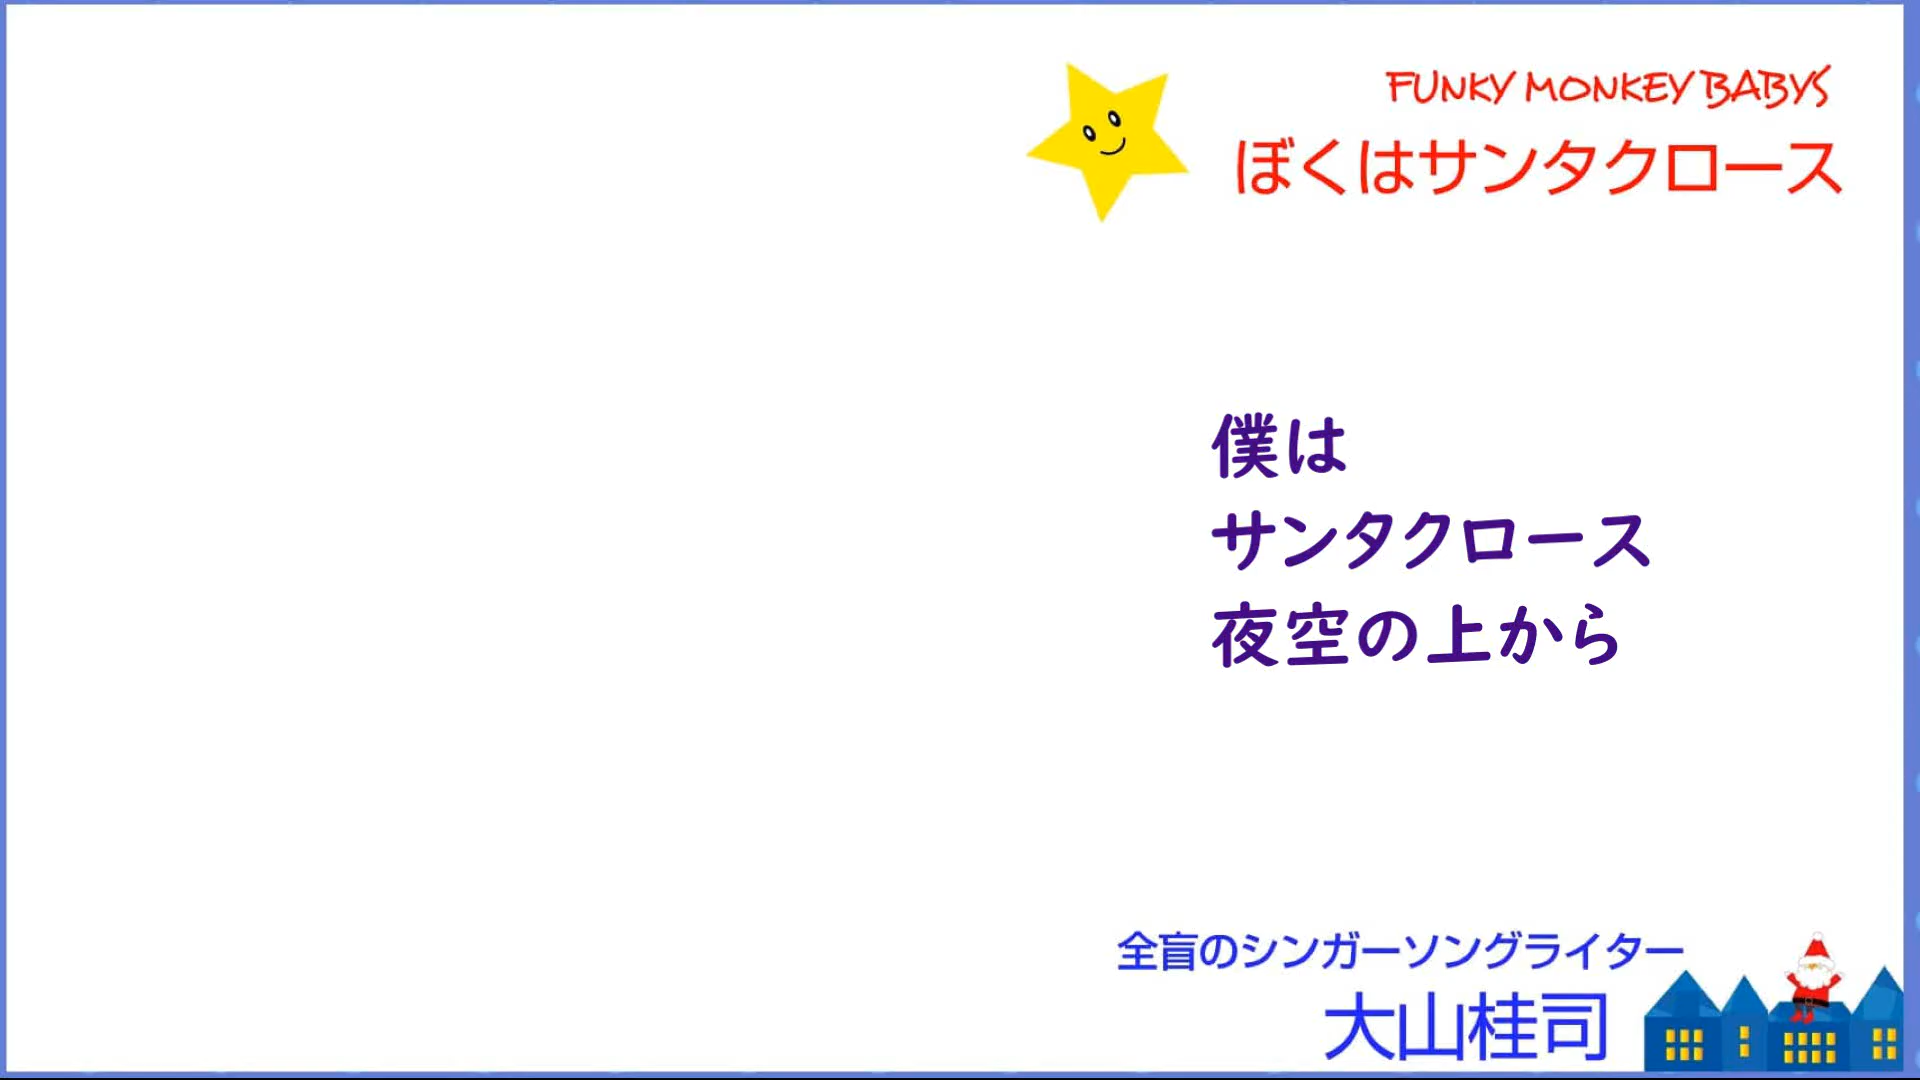 FUNKY MONKEY BABYS
ぼくはサンタクロース
僕は
サンタクロース
夜空の上から
全盲のシンガーソングライター
大山桂司